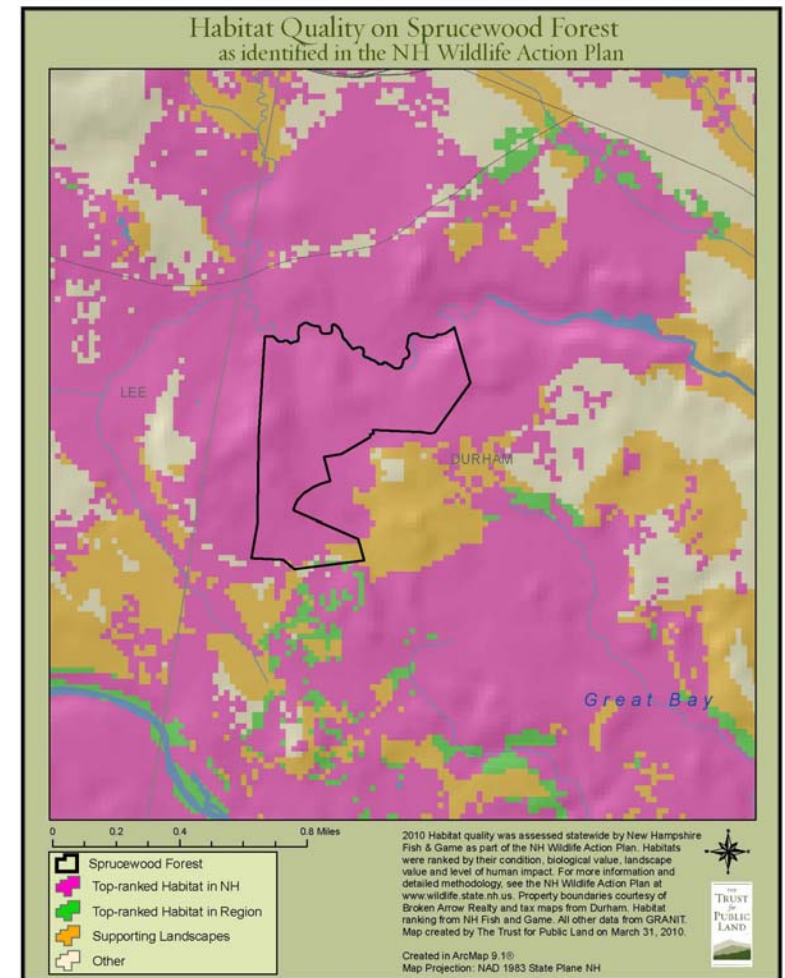 Habitat Quality on Sprucewood Forest
as identified in the NH Wildlife Action Plan
LEE
DURHAM
Great Bay
0 0.2 0.4 0.8 Miles
Sprucewood Forest
Top-ranked Habitat in NH
Top-ranked Habitat in Region
Supporting Landscapes
Other
2010 Habitat quality was assessed statewide by New Hampshire
Fish & Game as part of the NH Wildlife Action Plan. Habitats
were ranked by their condition, biological value, landscape
value and level of human impact. For more information and
detailed methodology, see the NH Wildlife Action Plan at
www.wildlife.state.nh.us. Property boundaries courtesy of
Broken Arrow Realty and tax maps from Durham. Habitat
ranking from NH Fish and Game. All other data from GRANIT.
Map created by The Trust for Public Land on March 31, 2010.
Created in ArcMap 9.1®
Map Projection: NAD 1983 State Plane NH
THE
TRUST
for
PUBLIC
LAND